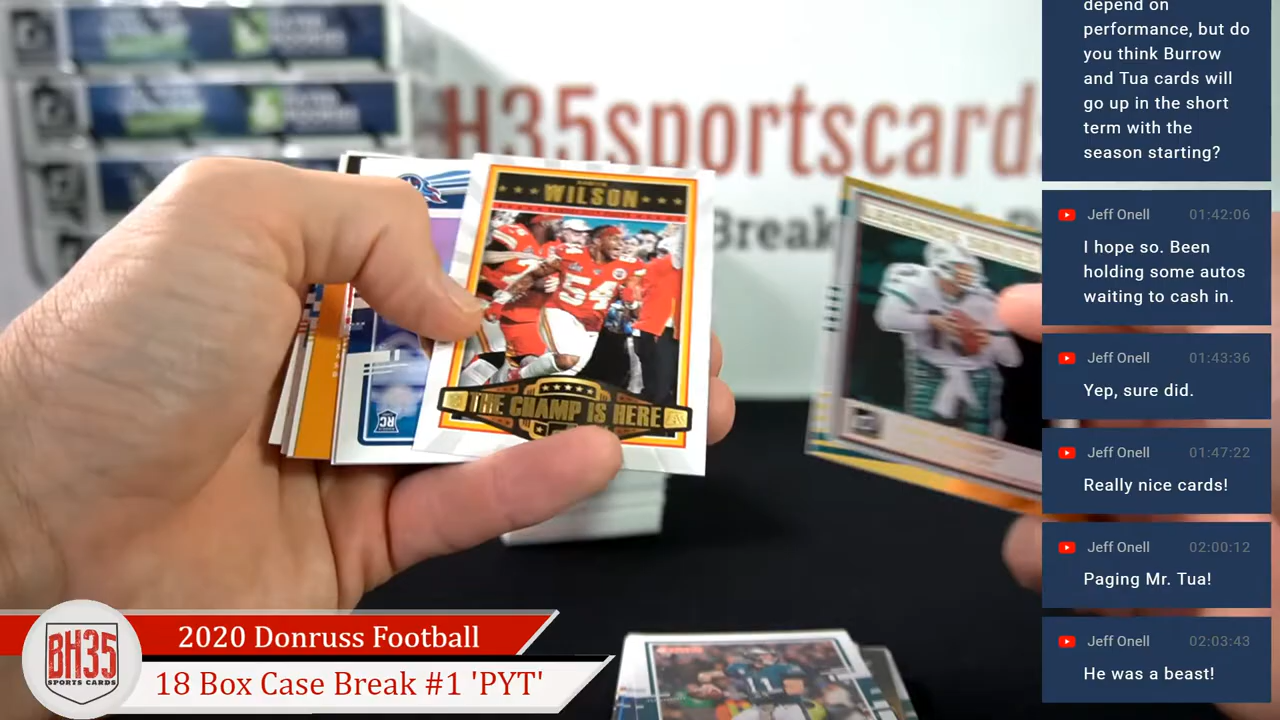 depend on
performance, but do
you think Burrow
and Tua cards will
go up in the short
term with the
season starting?
Jeff Onell 01:42:06
I hope so. Been
holding some autos
waiting to cash in.
Jeff Onell 01:43:36
Yep, sure did.
Jeff Onell 01:47:22
Really nice cards!
Jeff Onell 02:00:12
Paging Mr. Tua!
Jeff Onell 02:03:43
He was a beast!
H35sportscards
Break
WILSON
54
THE CHAMP IS HERE
RC
11
BH35
SPORTS CARDS
2020 Donruss Football
18 Box Case Break #1 'PYT'